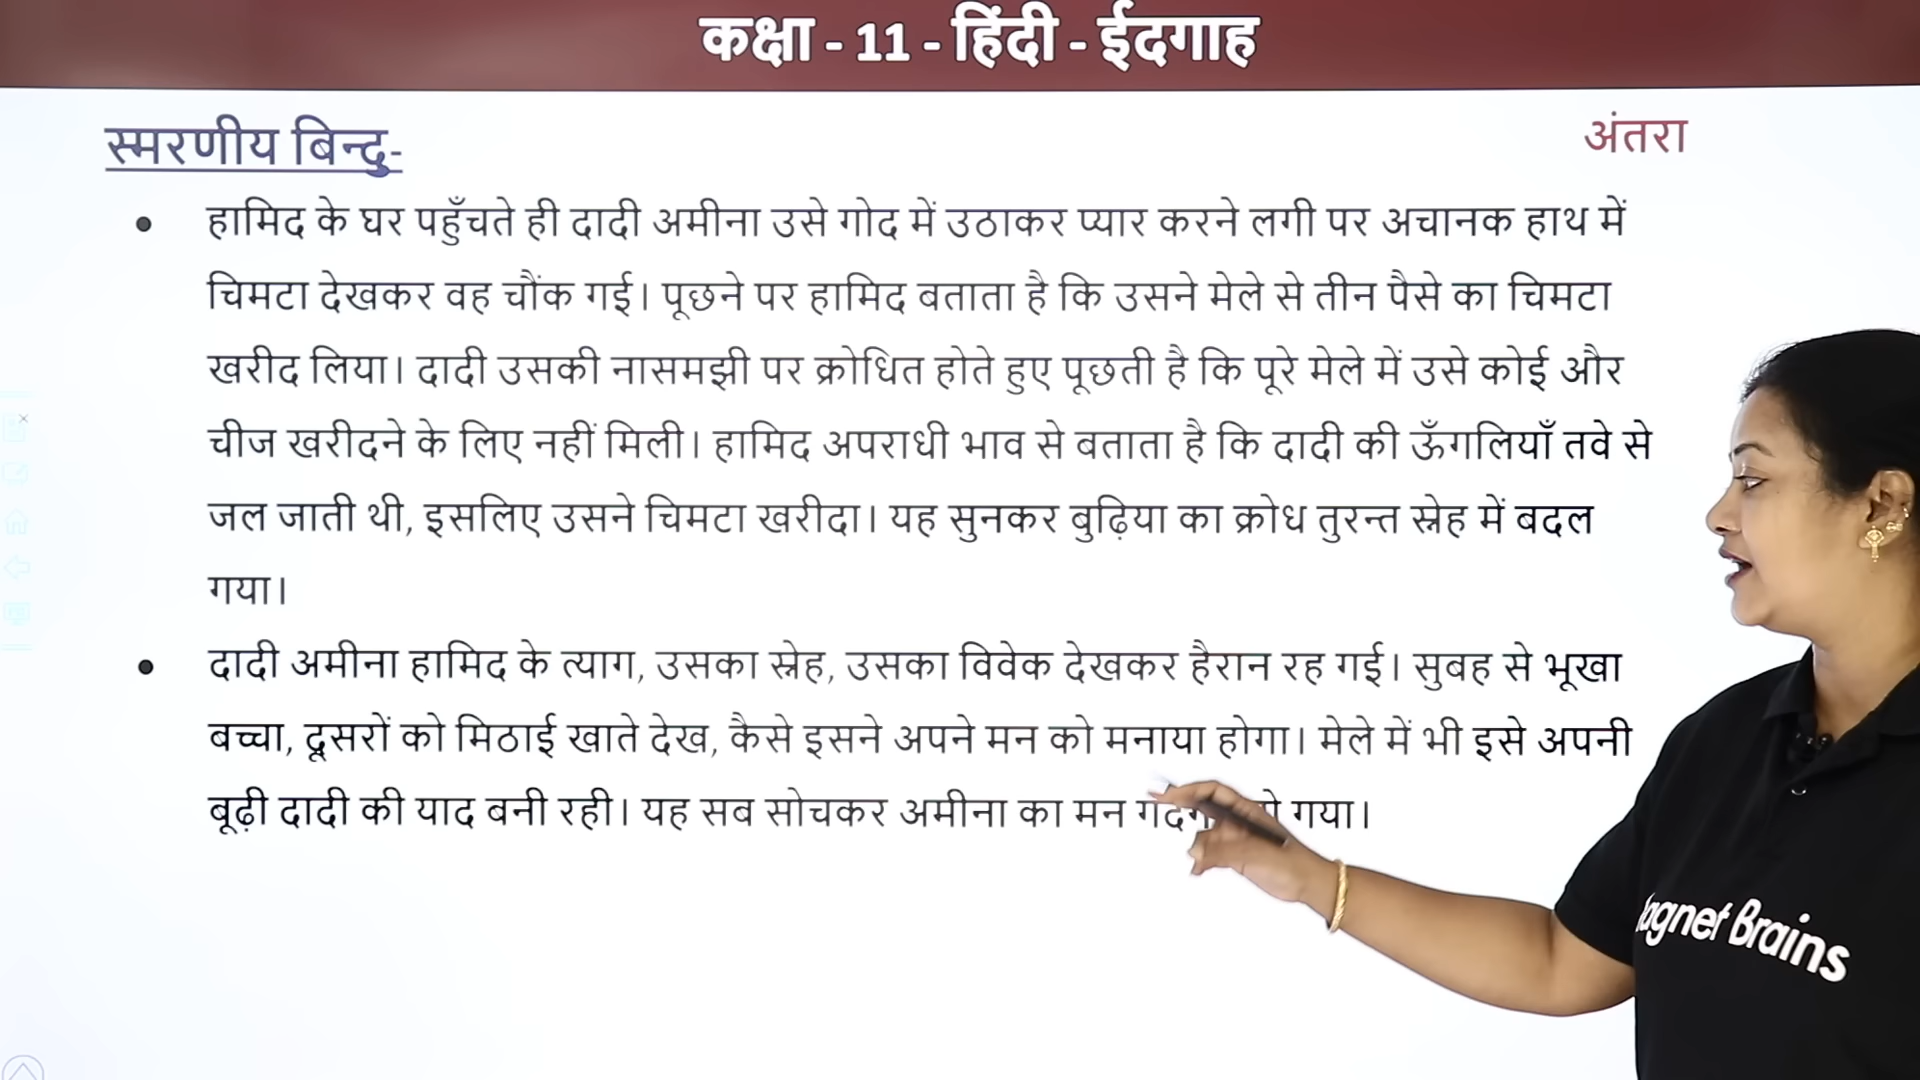 कक्षा - 11 - हिंदी - ईदगाह
स्मरणीय बिन्दु-
अंतरा
हामिद के घर पहुँचते ही दादी अमीना उसे गोद में उठाकर प्यार करने लगी पर अचानक हाथ में
चिमटा देखकर वह चौंक गई। पूछने पर हामिद बताता है कि उसने मेले से तीन पैसे का चिमटा
खरीद लिया। दादी उसकी नासमझी पर क्रोधित होते हुए पूछती है कि पूरे मेले में उसे कोई और
चीज खरीदने के लिए नहीं मिली। हामिद अपराधी भाव से बताता है कि दादी की ऊँगलियाँ तवे से
जल जाती थी, इसलिए उसने चिमटा खरीदा। यह सुनकर बुढ़िया का क्रोध तुरन्त स्नेह में बदल
गया।
दादी अमीना हामिद के त्याग, उसका स्नेह, उसका विवेक देखकर हैरान रह गई। सुबह से भूखा
बच्चा, दूसरों को मिठाई खाते देख, कैसे इसने अपने मन को मनाया होगा। मेले में भी इसे अपनी
बूढ़ी दादी की याद बनी रही। यह सब सोचकर अमीना का मन गया।
Brains